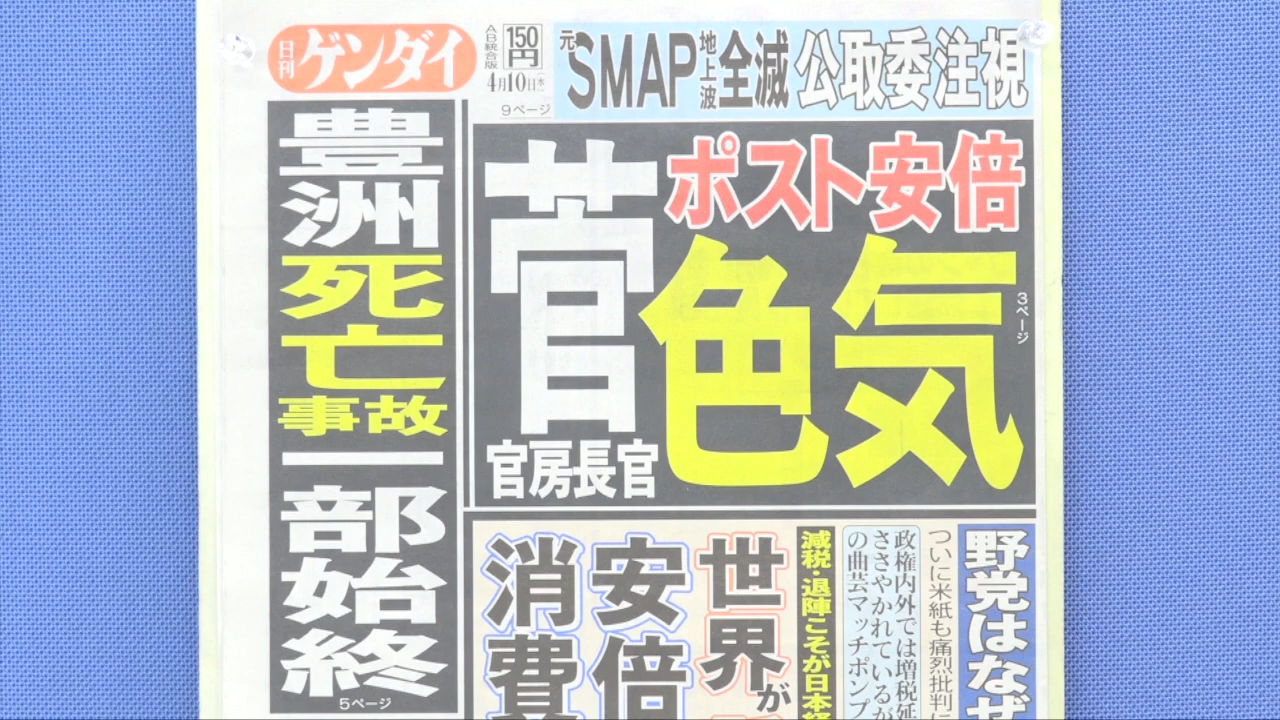 日刊ゲンダイ
AB統合版
150円
4月10日(水)
9ページ
元SMAP地上波全滅 公取委注視
ポスト安倍
菅官房長官
色気
3ページ
豊洲死亡事故一部始終
5ページ
野党はなぜ
ついに米紙も痛烈批判に
政権内外では増税延
ささやかれているが
の曲芸マッチポンプ
減税・退陣こそが日本経
世界が
安倍
消費